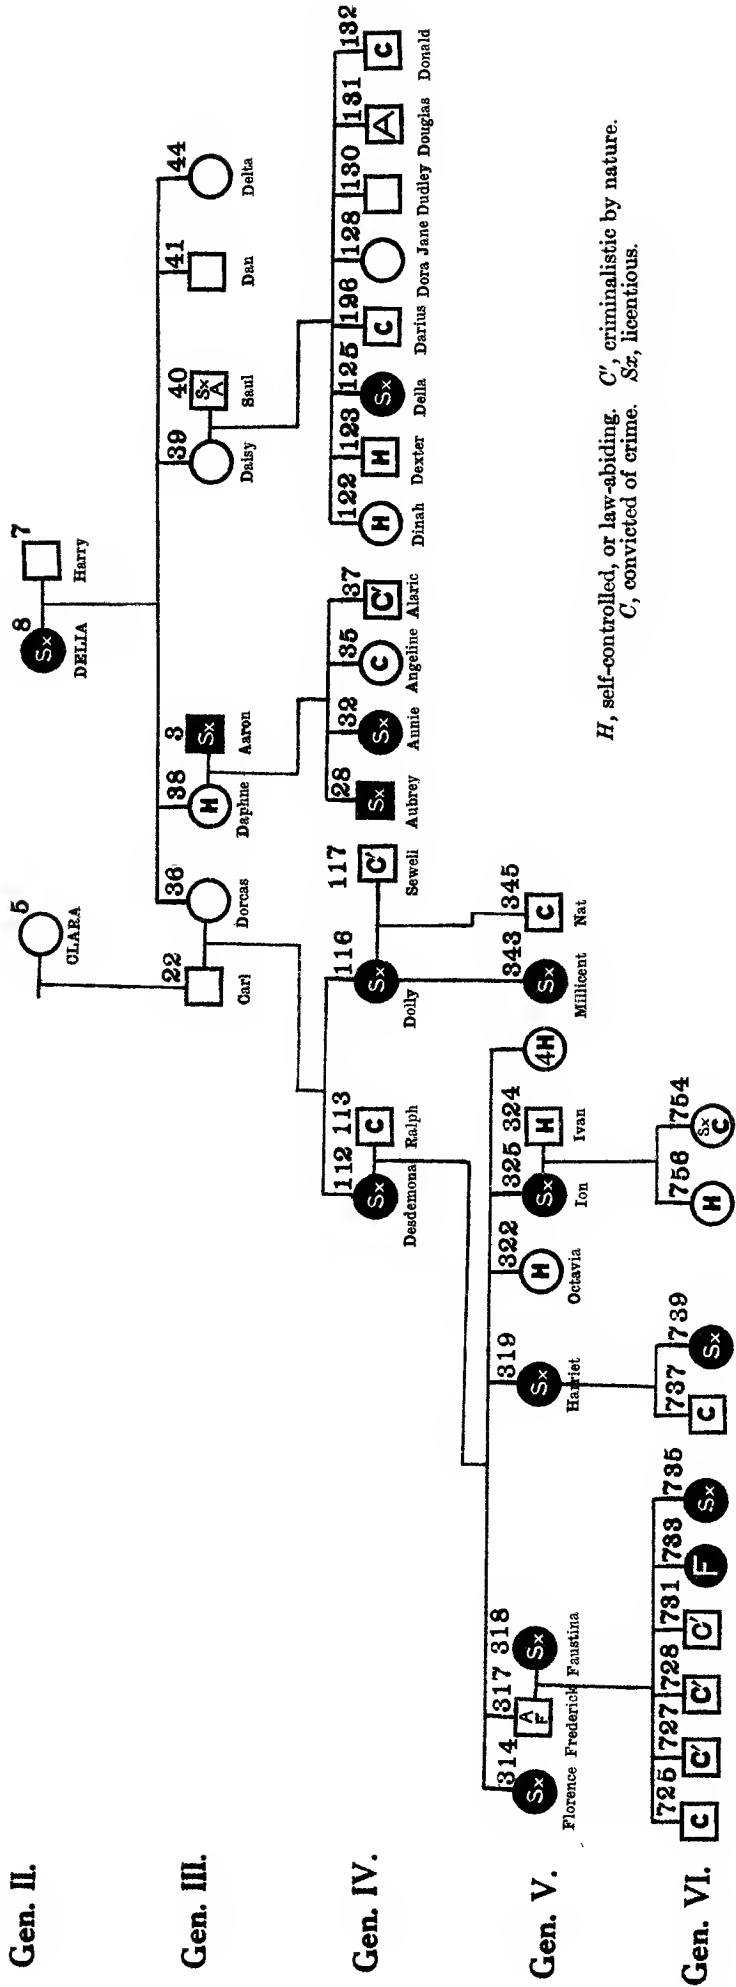 Gen. II.
5 8 7
Sx
CLARA DELIA Harry
Gen. III.
22 36 38 3 39 40 41 44
H Sx Sx A
Carl Dorcas Daphne Aaron Daisy Saul Dan Delta
Gen. IV.
112 113 116 117 28 32 35 37 122 123 125 196 128 130 131 132
Sx C Sx C' Sx Sx C C' H H Sx C A C
Desdemona Ralph Dolly Sewell Aubrey Annie Angeline Alaric Dinah Dexter Della Darius Dora Jane Dudley Douglas Donald
Gen. V.
314 317 318 319 322 325 324 343 345
Sx A F Sx Sx H Sx H 4H Sx C
Florence Frederick Faustina Harriet Octavia Ion Ivan Millicent Nat
Gen. VI.
725 727 728 731 733 735 737 739 756 754
C C' C' C' F Sx C Sx H Sx C
H, self-controlled, or law-abiding. C', criminalistic by nature.
C, convicted of crime. Sx, licentious.